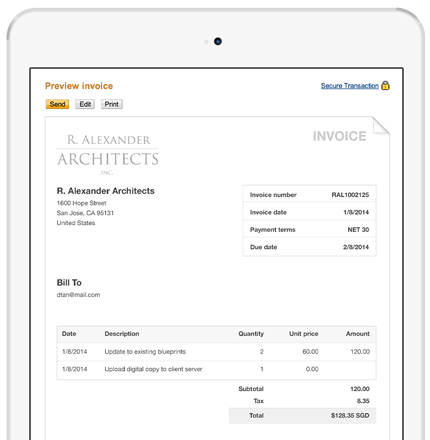 Preview invoice
Secure Transaction
Send Edit Print
INVOICE
R. ALEXANDER
ARCHITECTS
INC.
R. Alexander Architects
1600 Hope Street
San Jose, CA 95131
United States
Invoice number RAL1002125
Invoice date 1/8/2014
Payment terms NET 30
Due date 2/8/2014
Bill To
dtan@mail.com
Date Description Quantity Unit price Amount
1/8/2014 Update to existing blueprints 2 60.00 120.00
1/8/2014 Upload digital copy to client server 1 0.00
Subtotal 120.00
Tax 8.35
Total $128.35 SGD